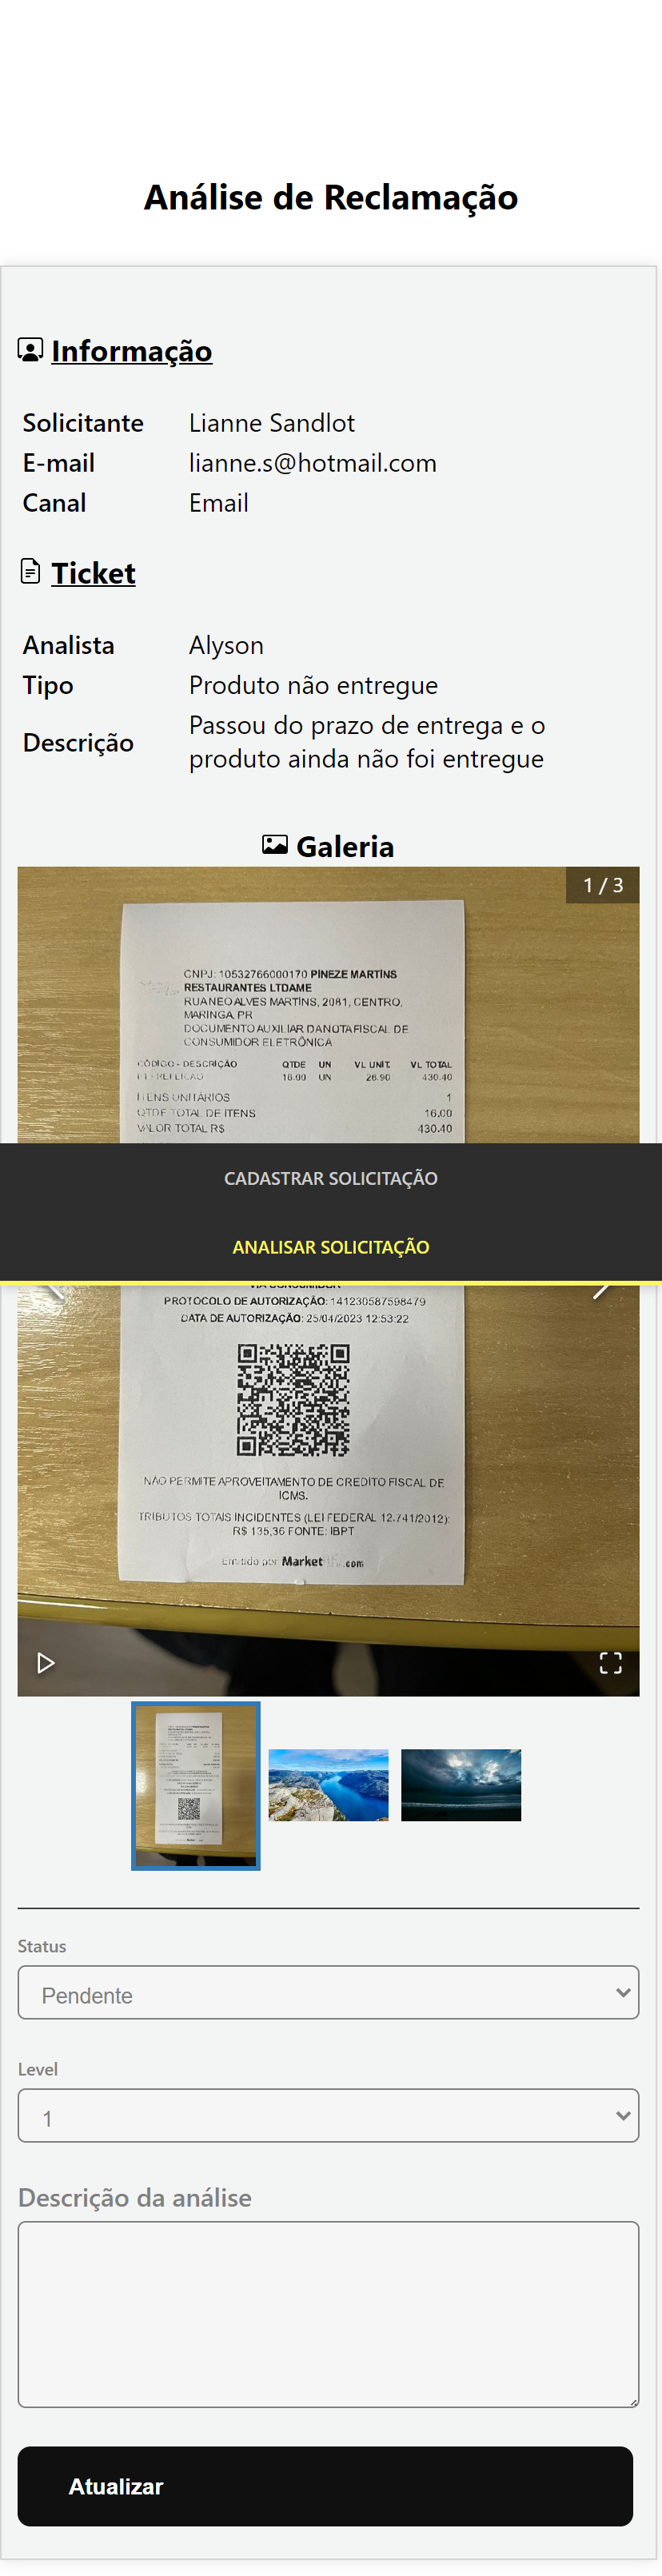 Análise de Reclamação
Informação
Solicitante Lianne Sandlot
E-mail lianne.s@hotmail.com
Canal Email
Ticket
Analista Alyson
Tipo Produto não entregue
Descrição Passou do prazo de entrega e o
produto ainda não foi entregue
Galeria
1 / 3
CNPJ: 10532766000170 PINEZE MARTINS
RESTAURANTES LTDAME
RUA NEO ALVES MARTINS, 2081, CENTRO,
MARINGA, PR
DOCUMENTO AUXILIAR DA NOTA FISCAL DE
CONSUMIDOR ELETRÔNICA
CÓDIGO - DESCRIÇÃO QTDE UN VL UNIT. VL TOTAL
REFEICAO 16.00 UN 26.90 430.40
ITENS UNITÁRIOS 1
QTDE TOTAL DE ITENS 16.00
VALOR TOTAL R$ 430.40
CADASTRAR SOLICITAÇÃO
ANALISAR SOLICITAÇÃO
VIA CONSUMIDOR
PROTOCOLO DE AUTORIZAÇÃO: 141230587598479
DATA DE AUTORIZAÇÃO: 25/04/2023 12:53:22
NÃO PERMITE APROVEITAMENTO DE CREDITO FISCAL DE
ICMS.
TRIBUTOS TOTAIS INCIDENTES (LEI FEDERAL 12.741/2012):
R$ 135,36 FONTE: IBPT
Emitido por Market .com
Status
Pendente
Level
1
Descrição da análise
Atualizar